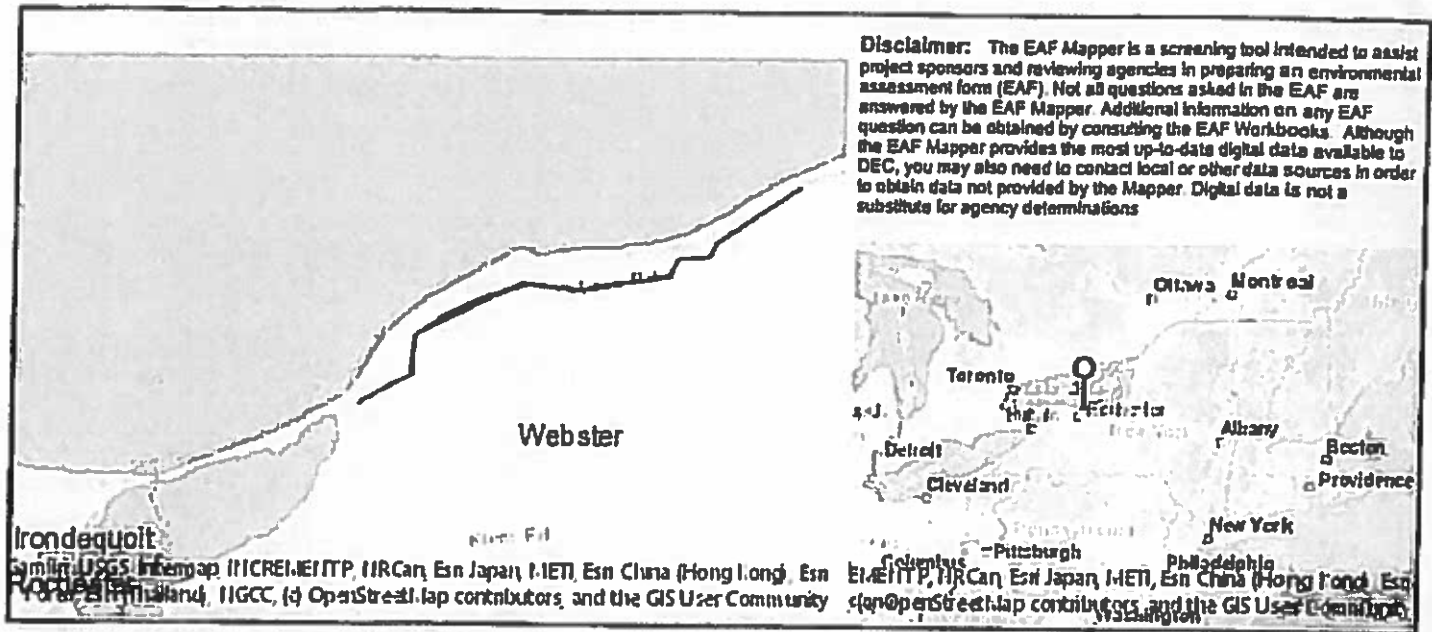 Disclaimer: The EAF Mapper is a screening tool intended to assist
project sponsors and reviewing agencies in preparing an environmental
assessment form (EAF). Not all questions asked in the EAF are
answered by the EAF Mapper. Additional information on any EAF
question can be obtained by consulting the EAF Workbooks. Although
the EAF Mapper provides the most up-to-date digital data available to
DEC, you may also need to contact local or other data sources in order
to obtain data not provided by the Mapper. Digital data is not a
substitute for agency determinations
Webster
Irondequoit
Rochester
Garmin, USGS, Intermap, INCREMENT P, NRCan, Esri Japan, METI, Esri China (Hong Kong), Esri
Korea, Esri (Thailand), NGCC, (c) OpenStreetMap contributors, and the GIS User Community
Ottawa
Montreal
Toronto
Rochester
Albany
Boston
Providence
Detroit
Cleveland
New York
Pittsburgh
Columbus
Philadelphia
Washington
EMENT P, NRCan, Esri Japan, METI, Esri China (Hong Kong), Esri
OpenStreetMap contributors, and the GIS User Community